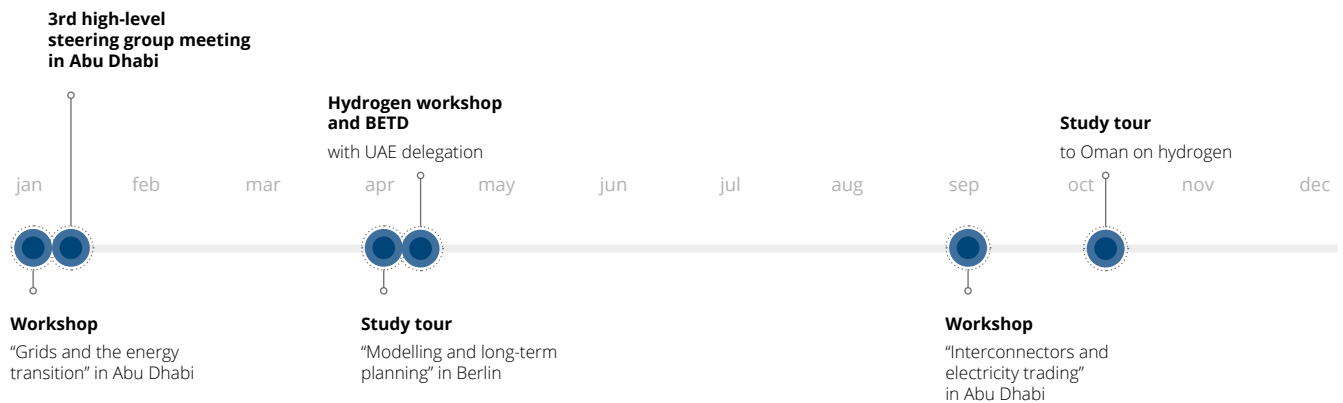 3rd high-level
steering group meeting
in Abu Dhabi
Hydrogen workshop
and BETD
with UAE delegation
Study tour
to Oman on hydrogen
jan feb mar apr may jun jul aug sep oct nov dec
Workshop
“Grids and the energy
transition” in Abu Dhabi
Study tour
“Modelling and long-term
planning” in Berlin
Workshop
“Interconnectors and
electricity trading”
in Abu Dhabi